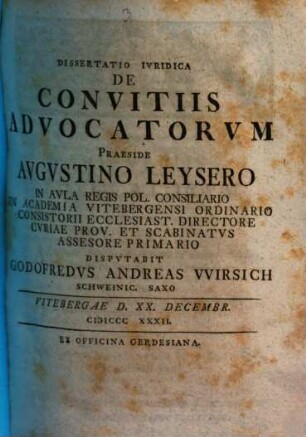 DISSERTATIO IVRIDICA
DE
CONVITIIS
ADVOCATORVM
PRAESIDE
AVGVSTINO LEYSERO
IN AVLA REGIS POL. CONSILIARIO
IN ACADEMIA VITEBERGENSI ORDINARIO
CONSISTORII ECCLESIAST. DIRECTORE
CVRIAE PROV. ET SCABINATVS
ASSESORE PRIMARIO
DISPVTABIT
GODOFREDVS ANDREAS VVIRSICH
SCHWEINIC. SAXO
VITEBERGAE D. XX. DECEMBR.
CIƆIƆCC XXXII.
EX OFFICINA GERDESIANA.